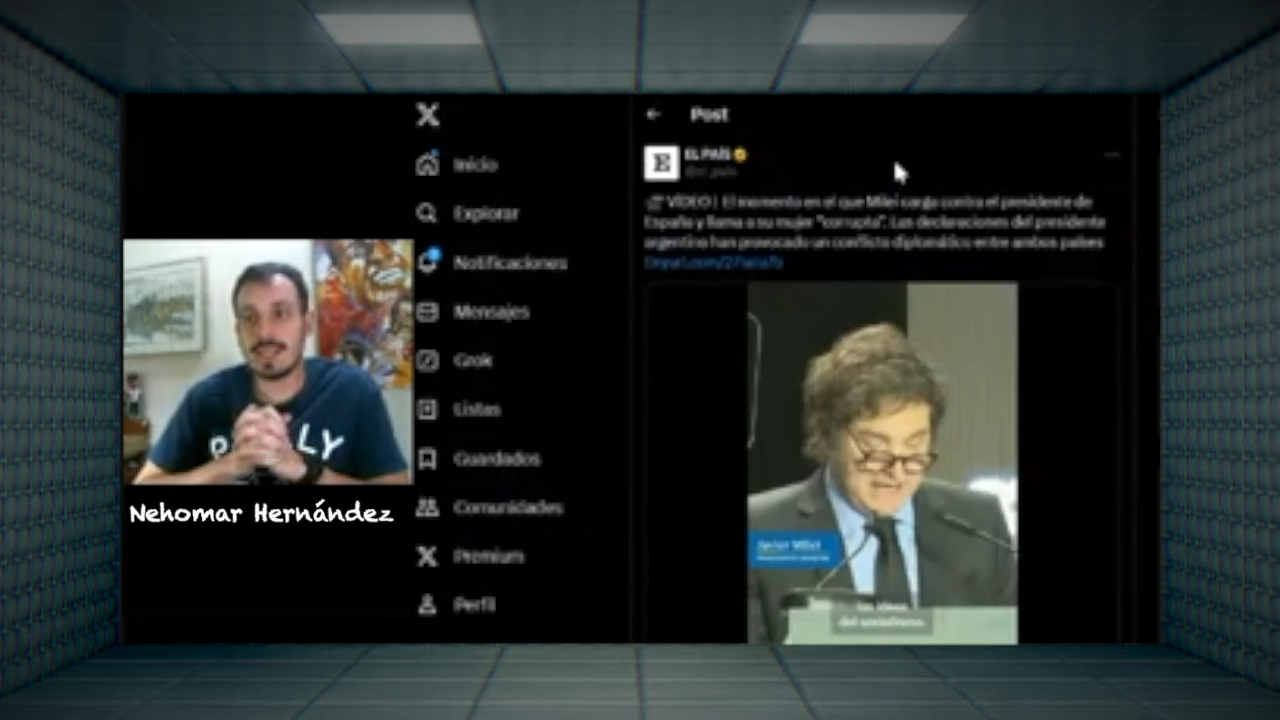 X
Inicio
Explorar
Notificaciones
Mensajes
Grok
Listas
Guardados
Comunidades
Premium
Perfil
Nehomar Hernández
Post
E
EL PAÍS
VÍDEO | El momento en el que Milei carga contra el presidente de
España y llama a su mujer "corrupta". Las declaraciones del presidente
argentino han provocado un conflicto diplomático entre ambos países
Javier Milei
del socialismo.